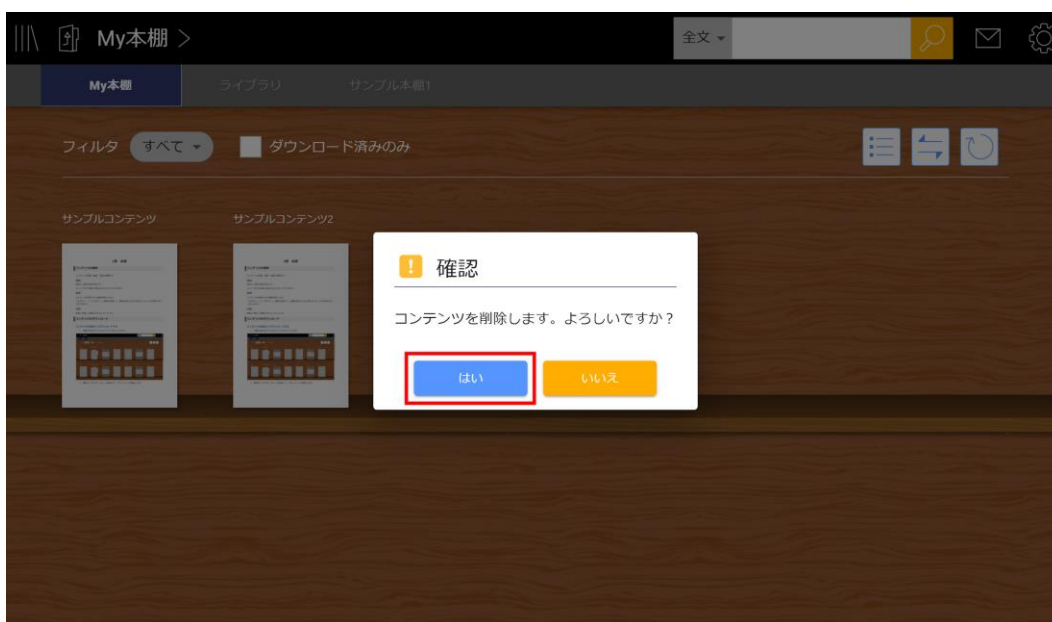 My本棚 >
全文
My本棚 ライブラリ サンプル本棚1
フィルタ すべて ダウンロード済みのみ
サンプルコンテンツ サンプルコンテンツ2
確認
コンテンツを削除します。よろしいですか？
はい いいえ